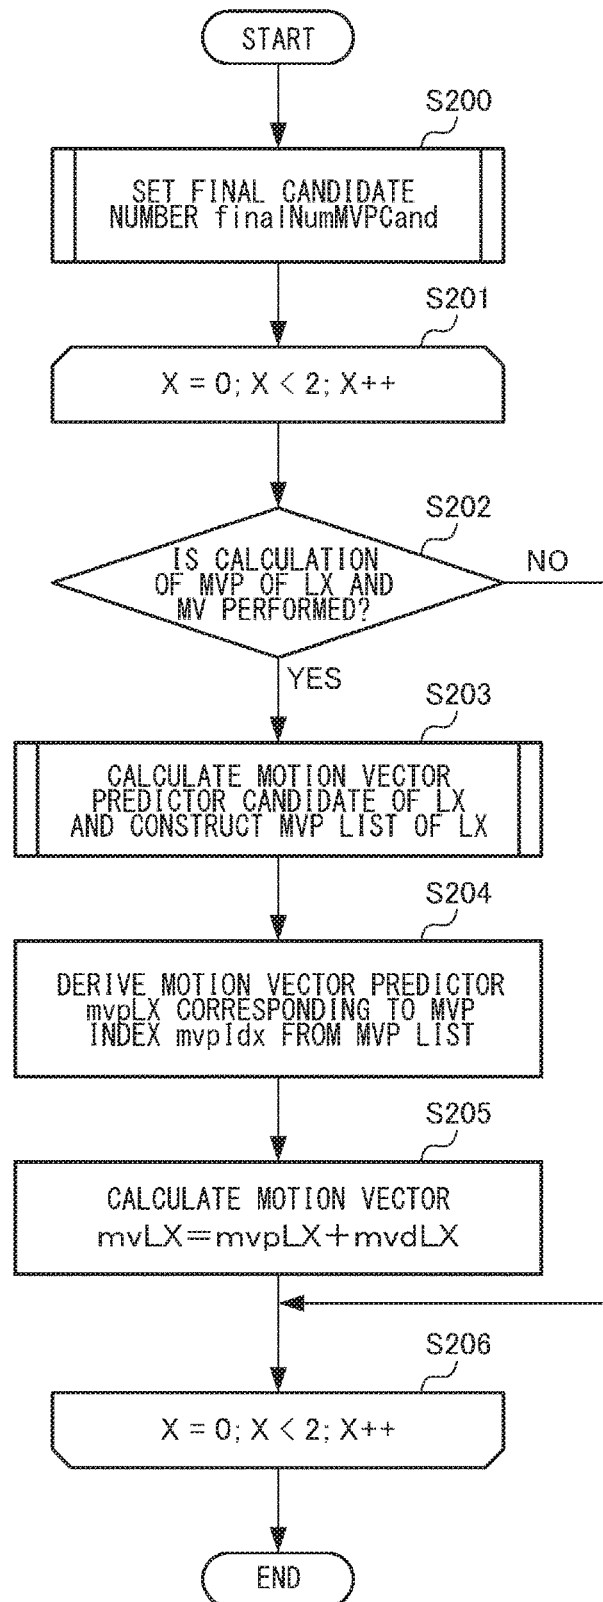 START
S200
SET FINAL CANDIDATE
NUMBER finalNumMVPCand
S201
X = 0; X < 2; X++
S202
IS CALCULATION
OF MVP OF LX AND
MV PERFORMED?
NO
YES
S203
CALCULATE MOTION VECTOR
PREDICTOR CANDIDATE OF LX
AND CONSTRUCT MVP LIST OF LX
S204
DERIVE MOTION VECTOR PREDICTOR
mvpLX CORRESPONDING TO MVP
INDEX mvpIdx FROM MVP LIST
S205
CALCULATE MOTION VECTOR
mvLX=mvpLX+mvdLX
S206
X = 0; X < 2; X++
END